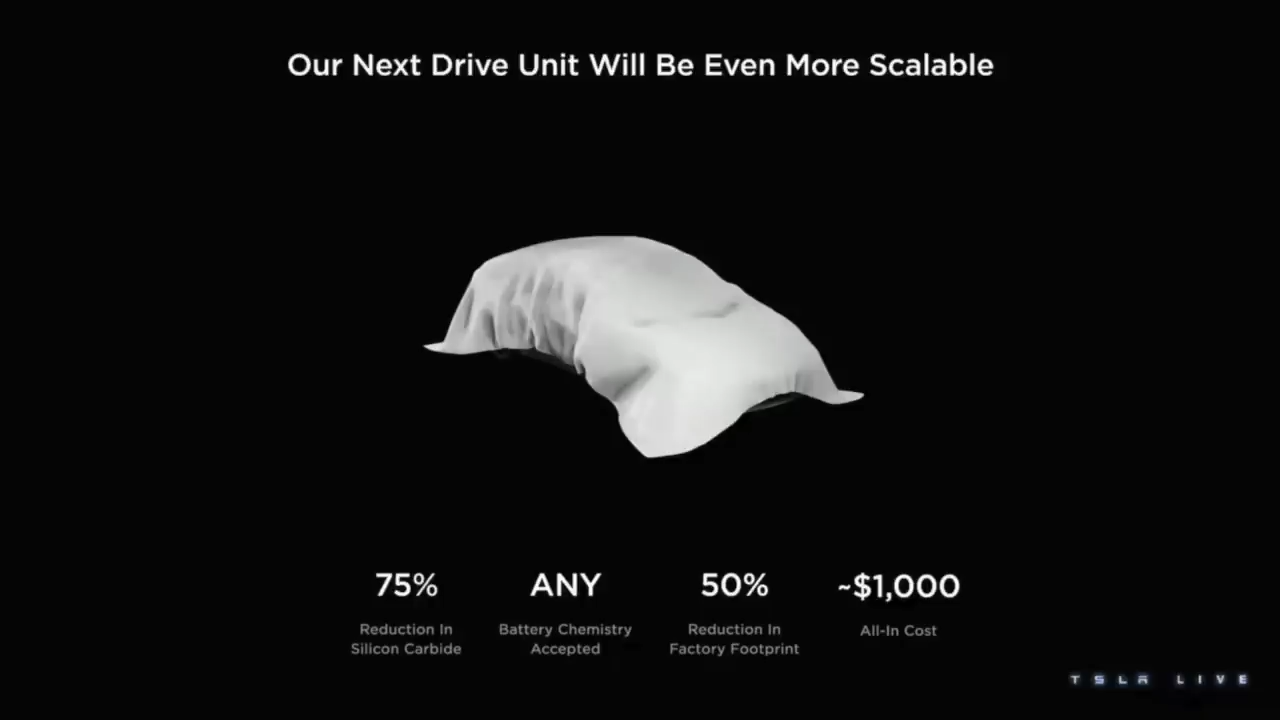 Our Next Drive Unit Will Be Even More Scalable
75%
Reduction In
Silicon Carbide
ANY
Battery Chemistry
Accepted
50%
Reduction In
Factory Footprint
~$1,000
All-In Cost
TSLA LIVE